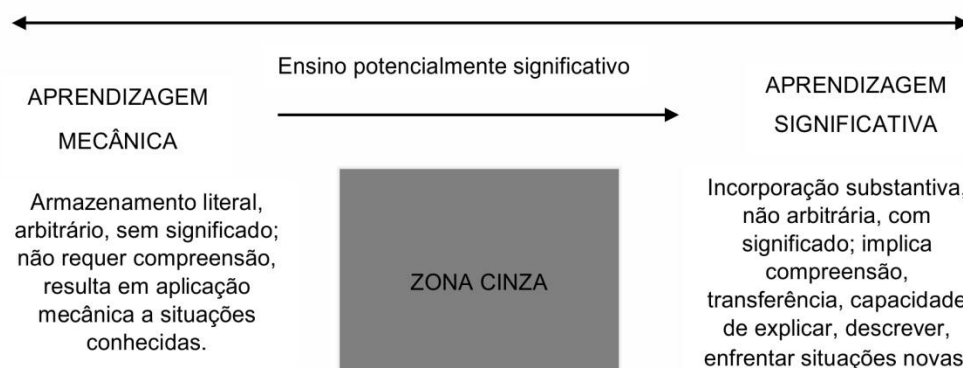 Ensino potencialmente significativo
APRENDIZAGEM
MECÂNICA
Armazenamento literal,
arbitrário, sem significado;
não requer compreensão,
resulta em aplicação
mecânica a situações
conhecidas.
ZONA CINZA
APRENDIZAGEM
SIGNIFICATIVA
Incorporação substantiva,
não arbitrária, com
significado; implica
compreensão,
transferência, capacidade
de explicar, descrever,
enfrentar situações novas